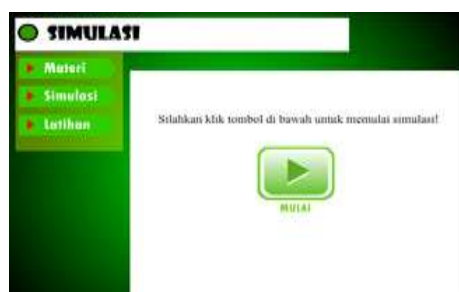 SIMULASI
Materi
Simulasi
Latihan
Silahkan klik tombol di bawah untuk memulai simulasi!
MULAI